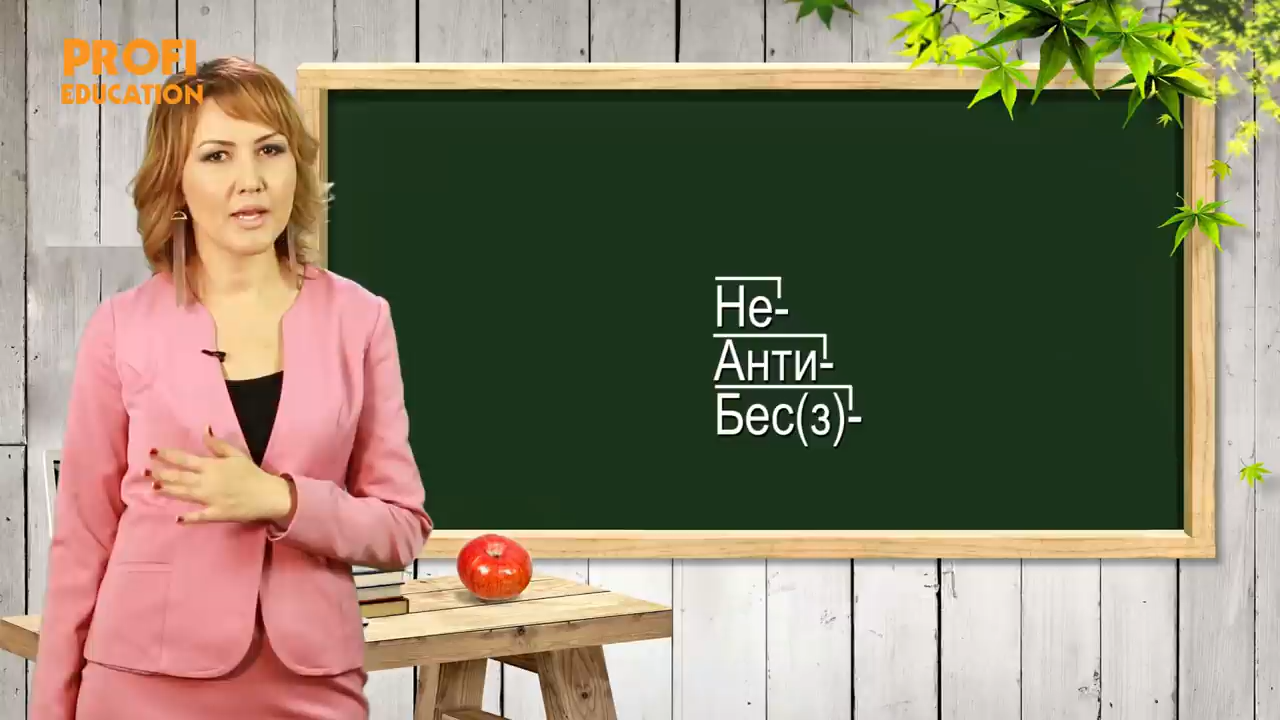 PROFI
EDUCATION
Не-
Анти-
Бес(з)-